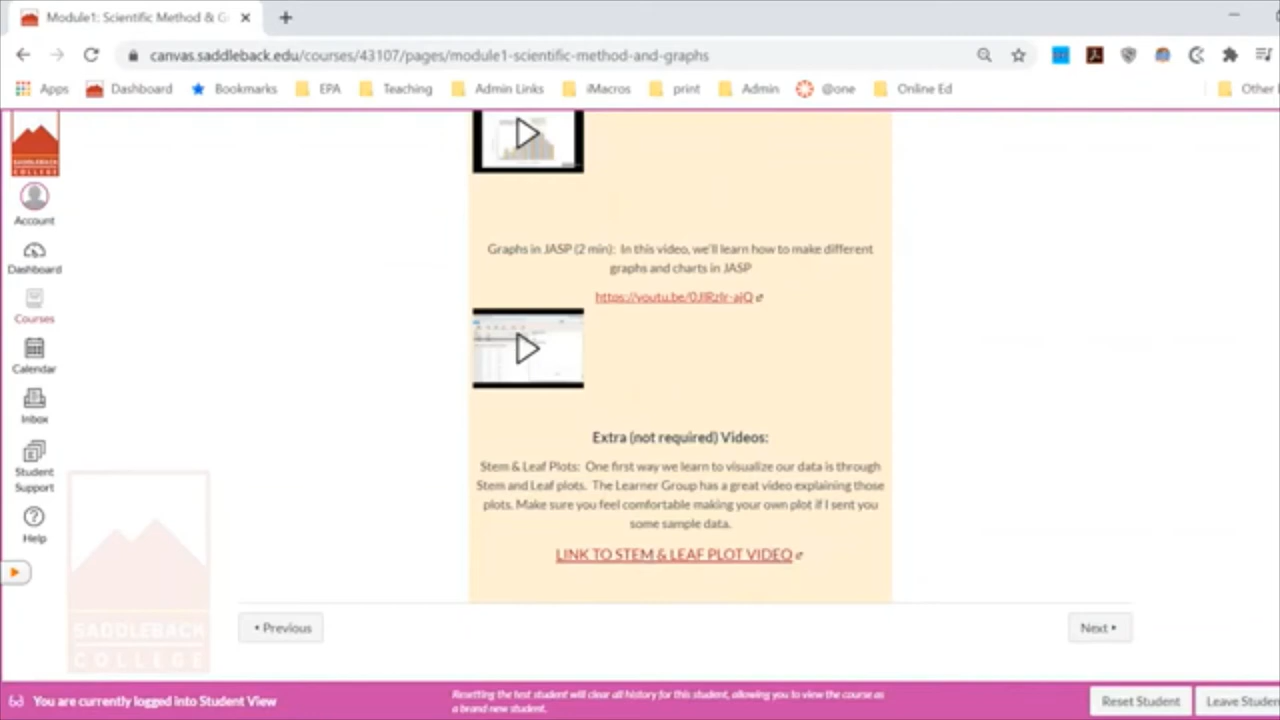 Module1: Scientific Method & G
canvas.saddleback.edu/courses/43107/pages/module1-scientific-method-and-graphs
Apps Dashboard Bookmarks EPA Teaching Admin Links iMacros print Admin @one Online Ed Other
SADDLEBACK
COLLEGE
Account
Dashboard
Courses
Calendar
Inbox
Student
Support
Help
Graphs in JASP (2 min): In this video, we'll learn how to make different
graphs and charts in JASP
Extra (not required) Videos:
Stem & Leaf Plots: One first way we learn to visualize our data is through
Stem and Leaf plots. The Learner Group has a great video explaining those
plots. Make sure you feel comfortable making your own plot if I sent you
some sample data.
LINK TO STEM & LEAF PLOT VIDEO
SADDLEBACK
COLLEGE
Previous
Next
You are currently logged into Student View
Resetting the test student will clear all history for this student, allowing you to view the course as
a brand new student.
Reset Student
Leave Studen